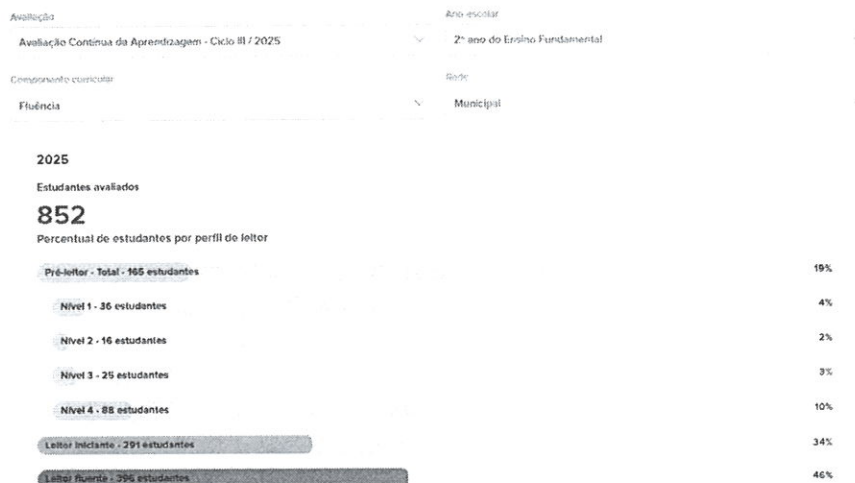 Avaliação
Ano escolar
Avaliação Contínua da Aprendizagem - Ciclo III / 2025
2º ano do Ensino Fundamental
Componente curricular
Rede
Fluência
Municipal
2025
Estudantes avaliados
852
Percentual de estudantes por perfil de leitor
Pré-leitor - Total - 165 estudantes 19%
Nível 1 - 36 estudantes 4%
Nível 2 - 16 estudantes 2%
Nível 3 - 25 estudantes 3%
Nível 4 - 88 estudantes 10%
Leitor Iniciante - 291 estudantes 34%
Leitor fluente - 396 estudantes 46%